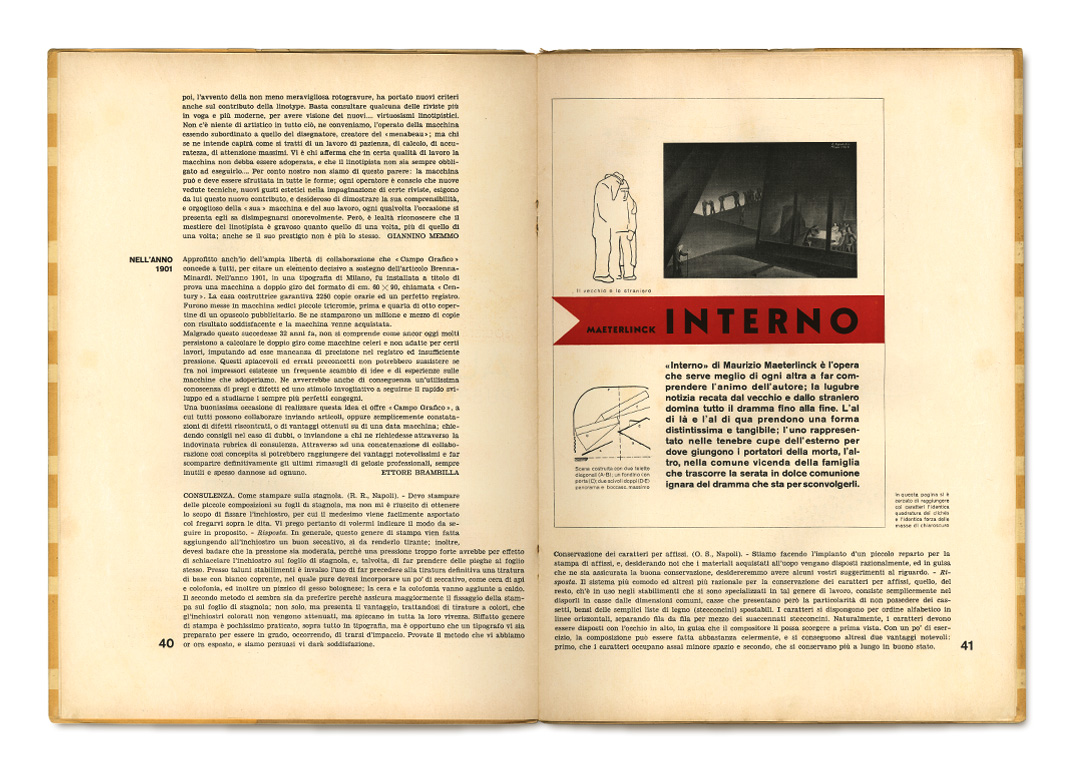 poi, l'avvento della non meno meravigliosa rotogravure, ha portato nuovi criteri
anche sul contributo della linotype. Basta consultare qualcuna delle riviste più
in voga e più moderne, per avere visione dei nuovi... virtuosismi linotipistici.
Non c'è niente di artistico in tutto ciò, ne conveniamo, l'operato della macchina
essendo subordinato a quello del disegnatore, creatore del «menabeau»; ma chi
se ne intende capirà come si tratti di un lavoro di pazienza, di calcolo, di accu-
ratezza, di attenzione massimi. Vi è chi afferma che in certa qualità di lavoro la
macchina non debba essere adoperata, e che il linotipista non sia sempre obbli-
gato ad eseguirlo... Per conto nostro non siamo di questo parere: la macchina
può e deve essere sfruttata in tutte le forme; ogni operatore è conscio che nuove
vedute tecniche, nuovi gusti estetici nella impaginazione di certe riviste, esigono
da lui questo nuovo contributo, e desideroso di dimostrare la sua comprensibilità,
e orgoglioso della «sua» macchina e del suo lavoro, ogni qualvolta l'occasione si
presenta egli sa disimpegnarsi onorevolmente. Però, è lealtà riconoscere che il
mestiere del linotipista è gravoso quanto quello di una volta, più di quello di
una volta; anche se il suo prestigio non è più lo stesso. GIANNINO MEMMO
NELL'ANNO
1901
Approfitto anch'io dell'ampia libertà di collaborazione che «Campo Grafico»
concede a tutti, per citare un elemento decisivo a sostegno dell'articolo Brenna-
Minardi. Nell'anno 1901, in una tipografia di Milano, fu installata a titolo di
prova una macchina a doppio giro del formato di cm. 60 × 90, chiamata «Cen-
tury». La casa costruttrice garantiva 2250 copie orarie ed un perfetto registro.
Furono messe in macchina sedici piccole tricromie, prima e quarta di otto coper-
tine di un opuscolo pubblicitario. Se ne stamparono un milione e mezzo di copie
con risultato soddisfacente e la macchina venne acquistata.
Malgrado questo successo 32 anni fa, non si comprende come ancor oggi molti
persistono a calcolare le doppio giro come macchine celeri e non adatte per certi
lavori, imputando ad esse mancanza di precisione nel registro ed insufficiente
pressione. Questi spiacevoli ed errati preconcetti non potrebbero sussistere se
fra noi impressori esistesse un frequente scambio di idee e di esperienze sulle
macchine che adoperiamo. Ne avverrebbe anche di conseguenza un'utilissima
conoscenza di pregi e difetti ed uno stimolo invogliativo a seguirne il rapido svi-
luppo ed a studiarne i sempre più perfetti congegni.
Una buonissima occasione di realizzare questa idea ci offre «Campo Grafico», a
cui tutti possono collaborare inviando articoli, oppure semplicemente constata-
zioni di difetti riscontrati, o di vantaggi ottenuti su di una data macchina; chie-
dendo consigli nel caso di dubbi, o inviandone a chi ne richiedesse attraverso la
indovinata rubrica di consulenza. Attraverso ad una concatenazione di collabo-
razione così concepita si potrebbero raggiungere dei vantaggi notevolissimi e far
scomparire definitivamente gli ultimi rimasugli di gelosie professionali, sempre
inutili e spesso dannose ad ognuno. ETTORE BRAMBILLA
CONSULENZA. Come stampare sulla stagnola. (R. R., Napoli). - Devo stampare
delle piccole composizioni su fogli di stagnola, ma non mi è riuscito di ottenere
lo scopo di fissare l'inchiostro, per cui il medesimo viene facilmente asportato
col fregarvi sopra le dita. Vi prego pertanto di volermi indicare il modo da se-
guire in proposito. - Risposta. In generale, questo genere di stampa vien fatta
aggiungendo all'inchiostro un buon seccativo, sì da renderlo tirante; inoltre,
devesi badare che la pressione sia moderata, perchè una pressione troppo forte avrebbe per effetto
di schiacciare l'inchiostro sul foglio di stagnola, e, talvolta, di far prendere delle pieghe al foglio
stesso. Presso taluni stabilimenti è invalso l'uso di far precedere alla tiratura definitiva una tiratura
di base con bianco coprente, nel quale pure devesi incorporare un po' di seccativo, come cera di api
e colofonia, ed inoltre un pizzico di gesso bolognese; la cera e la colofonia vanno aggiunte a caldo.
Il secondo metodo ci sembra sia da preferire perchè assicura maggiormente il fissaggio della stam-
pa sul foglio di stagnola; non solo, ma presenta il vantaggio, trattandosi di tirature a colori, che
gl'inchiostri colorati non vengono attenuati, ma spiccano in tutta la loro vivezza. Siffatto genere
di stampa è pochissimo praticato, sopra tutto in tipografia, ma è opportuno che un tipografo vi sia
preparato per essere in grado, occorrendo, di trarsi d'impaccio. Provate il metodo che vi abbiamo
or ora esposto, e siamo persuasi vi darà soddisfazione.
40
Il vecchio e lo straniero
MAETERLINCK INTERNO
«Interno» di Maurizio Maeterlinck è l'opera
che serve meglio di ogni altra a far com-
prendere l'animo dell'autore; la lugubre
notizia recata dal vecchio e dallo straniero
domina tutto il dramma fino alla fine. L'al
di là e l'al di qua prendono una forma
distintissima e tangibile; l'uno rappresen-
tato nelle tenebre cupe dell'esterno per
dove giungono i portatori della morta, l'al-
tro, nella comune vicenda della famiglia
che trascorre la serata in dolce comunione
ignara del dramma che sta per sconvolgerli.
Scena costruita con due telette
diagonali (A-B); un fondino con
porta (C); due scivoli doppi (D-E)
panorama e boccasc. massimo
In questa pagina si è
cercato di raggiungere
coi caratteri l'identica
quadratura dei clichés
e l'identica forza delle
masse di chiaroscuro
Conservazione dei caratteri per affissi. (O. S., Napoli). - Stiamo facendo l'impianto d'un piccolo reparto per la
stampa di affissi, e, desiderando noi che i materiali acquistati all'uopo vengano disposti razionalmente, ed in guisa
che ne sia assicurata la buona conservazione, desidereremmo avere alcuni vostri suggerimenti al riguardo. - Ri-
sposta. Il sistema più comodo ed altresì più razionale per la conservazione dei caratteri per affissi, quello, del
resto, ch'è in uso negli stabilimenti che si sono specializzati in tal genere di lavoro, consiste semplicemente nel
disporli in casse dalle dimensioni comuni, casse che presentano però la particolarità di non possedere dei cas-
setti, bensì delle semplici liste di legno (stecconcini) spostabili. I caratteri si dispongono per ordine alfabetico in
linee orizzontali, separando fila da fila per mezzo dei suaccennati stecconcini. Naturalmente, i caratteri devono
essere disposti con l'occhio in alto, in guisa che il compositore li possa scorgere a prima vista. Con un po' di eser-
cizio, la composizione può essere fatta abbastanza celermente, e si conseguono altresì due vantaggi notevoli:
primo, che i caratteri occupano assai minore spazio e secondo, che si conservano più a lungo in buono stato.
41